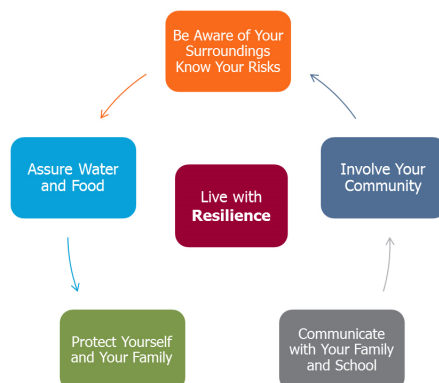 Be Aware of Your
Surroundings
Know Your Risks
Assure Water
and Food
Live with
Resilience
Involve Your
Community
Protect Yourself
and Your Family
Communicate
with Your Family
and School